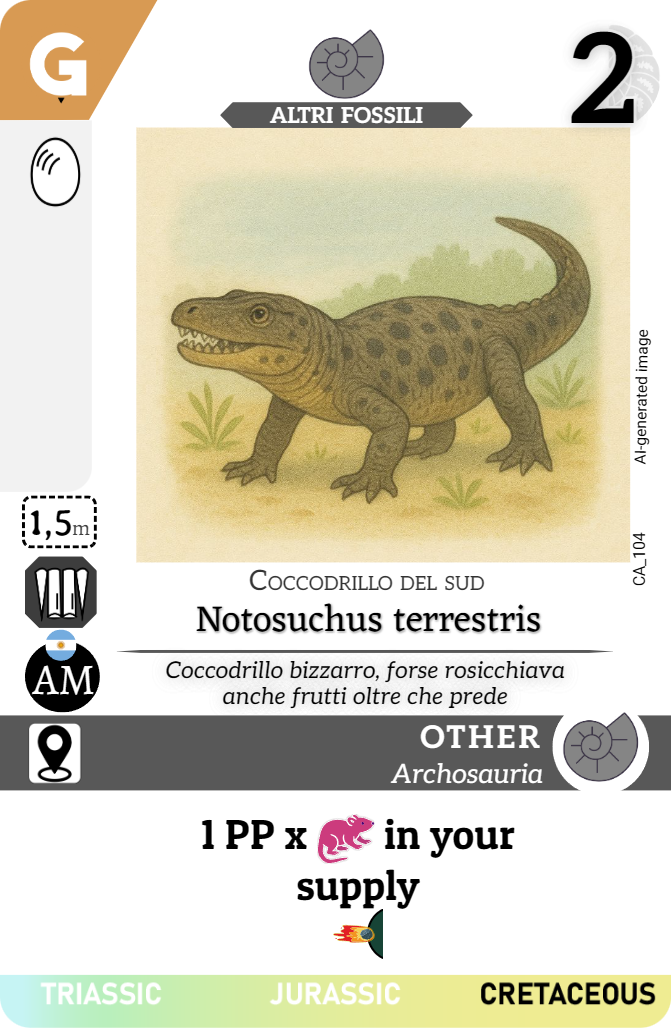 G
2
ALTRI FOSSILI
AI-generated image
CA_104
1,5m
AM
COCCODRILLO DEL SUD
Notosuchus terrestris
Coccodrillo bizzarro, forse rosicchiava
anche frutti oltre che prede
OTHER
Archosauria
1 PP x in your
supply
TRIASSIC JURASSIC CRETACEOUS